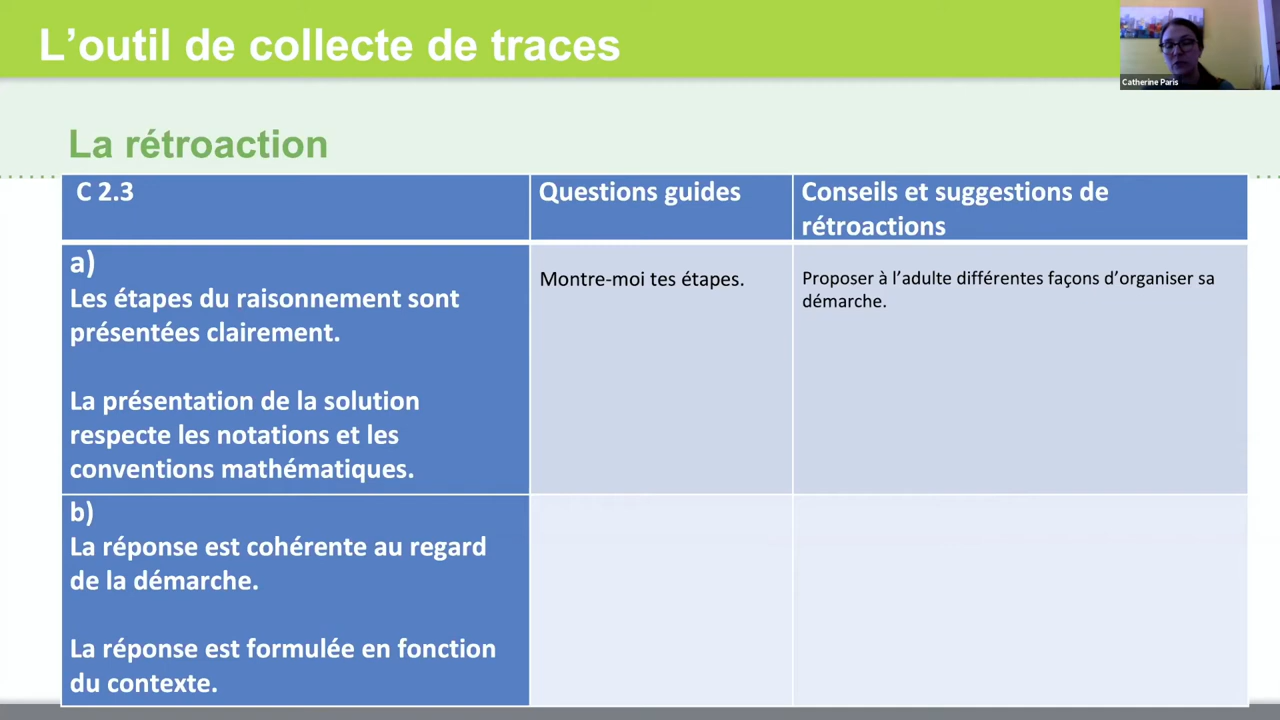 L'outil de collecte de traces
Catherine Paris
La rétroaction
C 2.3
Questions guides
Conseils et suggestions de
rétroactions
a)
Les étapes du raisonnement sont
présentées clairement.
La présentation de la solution
respecte les notations et les
conventions mathématiques.
Montre-moi tes étapes.
Proposer à l'adulte différentes façons d'organiser sa
démarche.
b)
La réponse est cohérente au regard
de la démarche.
La réponse est formulée en fonction
du contexte.